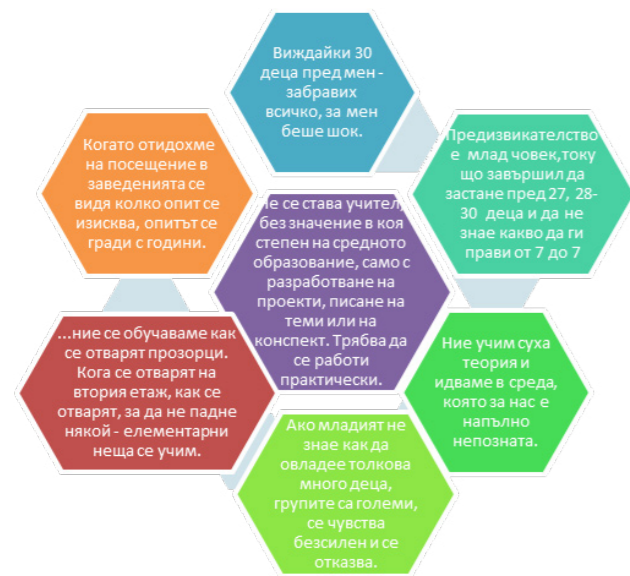 Виждайки 30
деца пред мен -
забравих
всичко, за мен
беше шок.
Предизвикателство
е млад човек,току
що завършил да
застане пред 27, 28-
30 деца и да не
знае какво да ги
прави от 7 до 7
Ние учим суха
теория и
идваме в среда,
която за нас е
напълно
непозната.
Ако младият не
знае как да
овладее толкова
много деца,
групите са големи,
се чувства
безсилен и се
отказва.
...ние се обучаваме как
се отварят прозорци.
Кога се отварят на
втория етаж, как се
отварят, за да не падне
някой - елементарни
неща се учим.
Когато отидохме
на посещение в
заведенията се
видя колко опит се
изисква, опитът се
гради с години.
Не се става учител,
без значение в коя
степен на средното
образование, само с
разработване на
проекти, писане на
теми или на
конспект. Трябва да
се работи
практически.